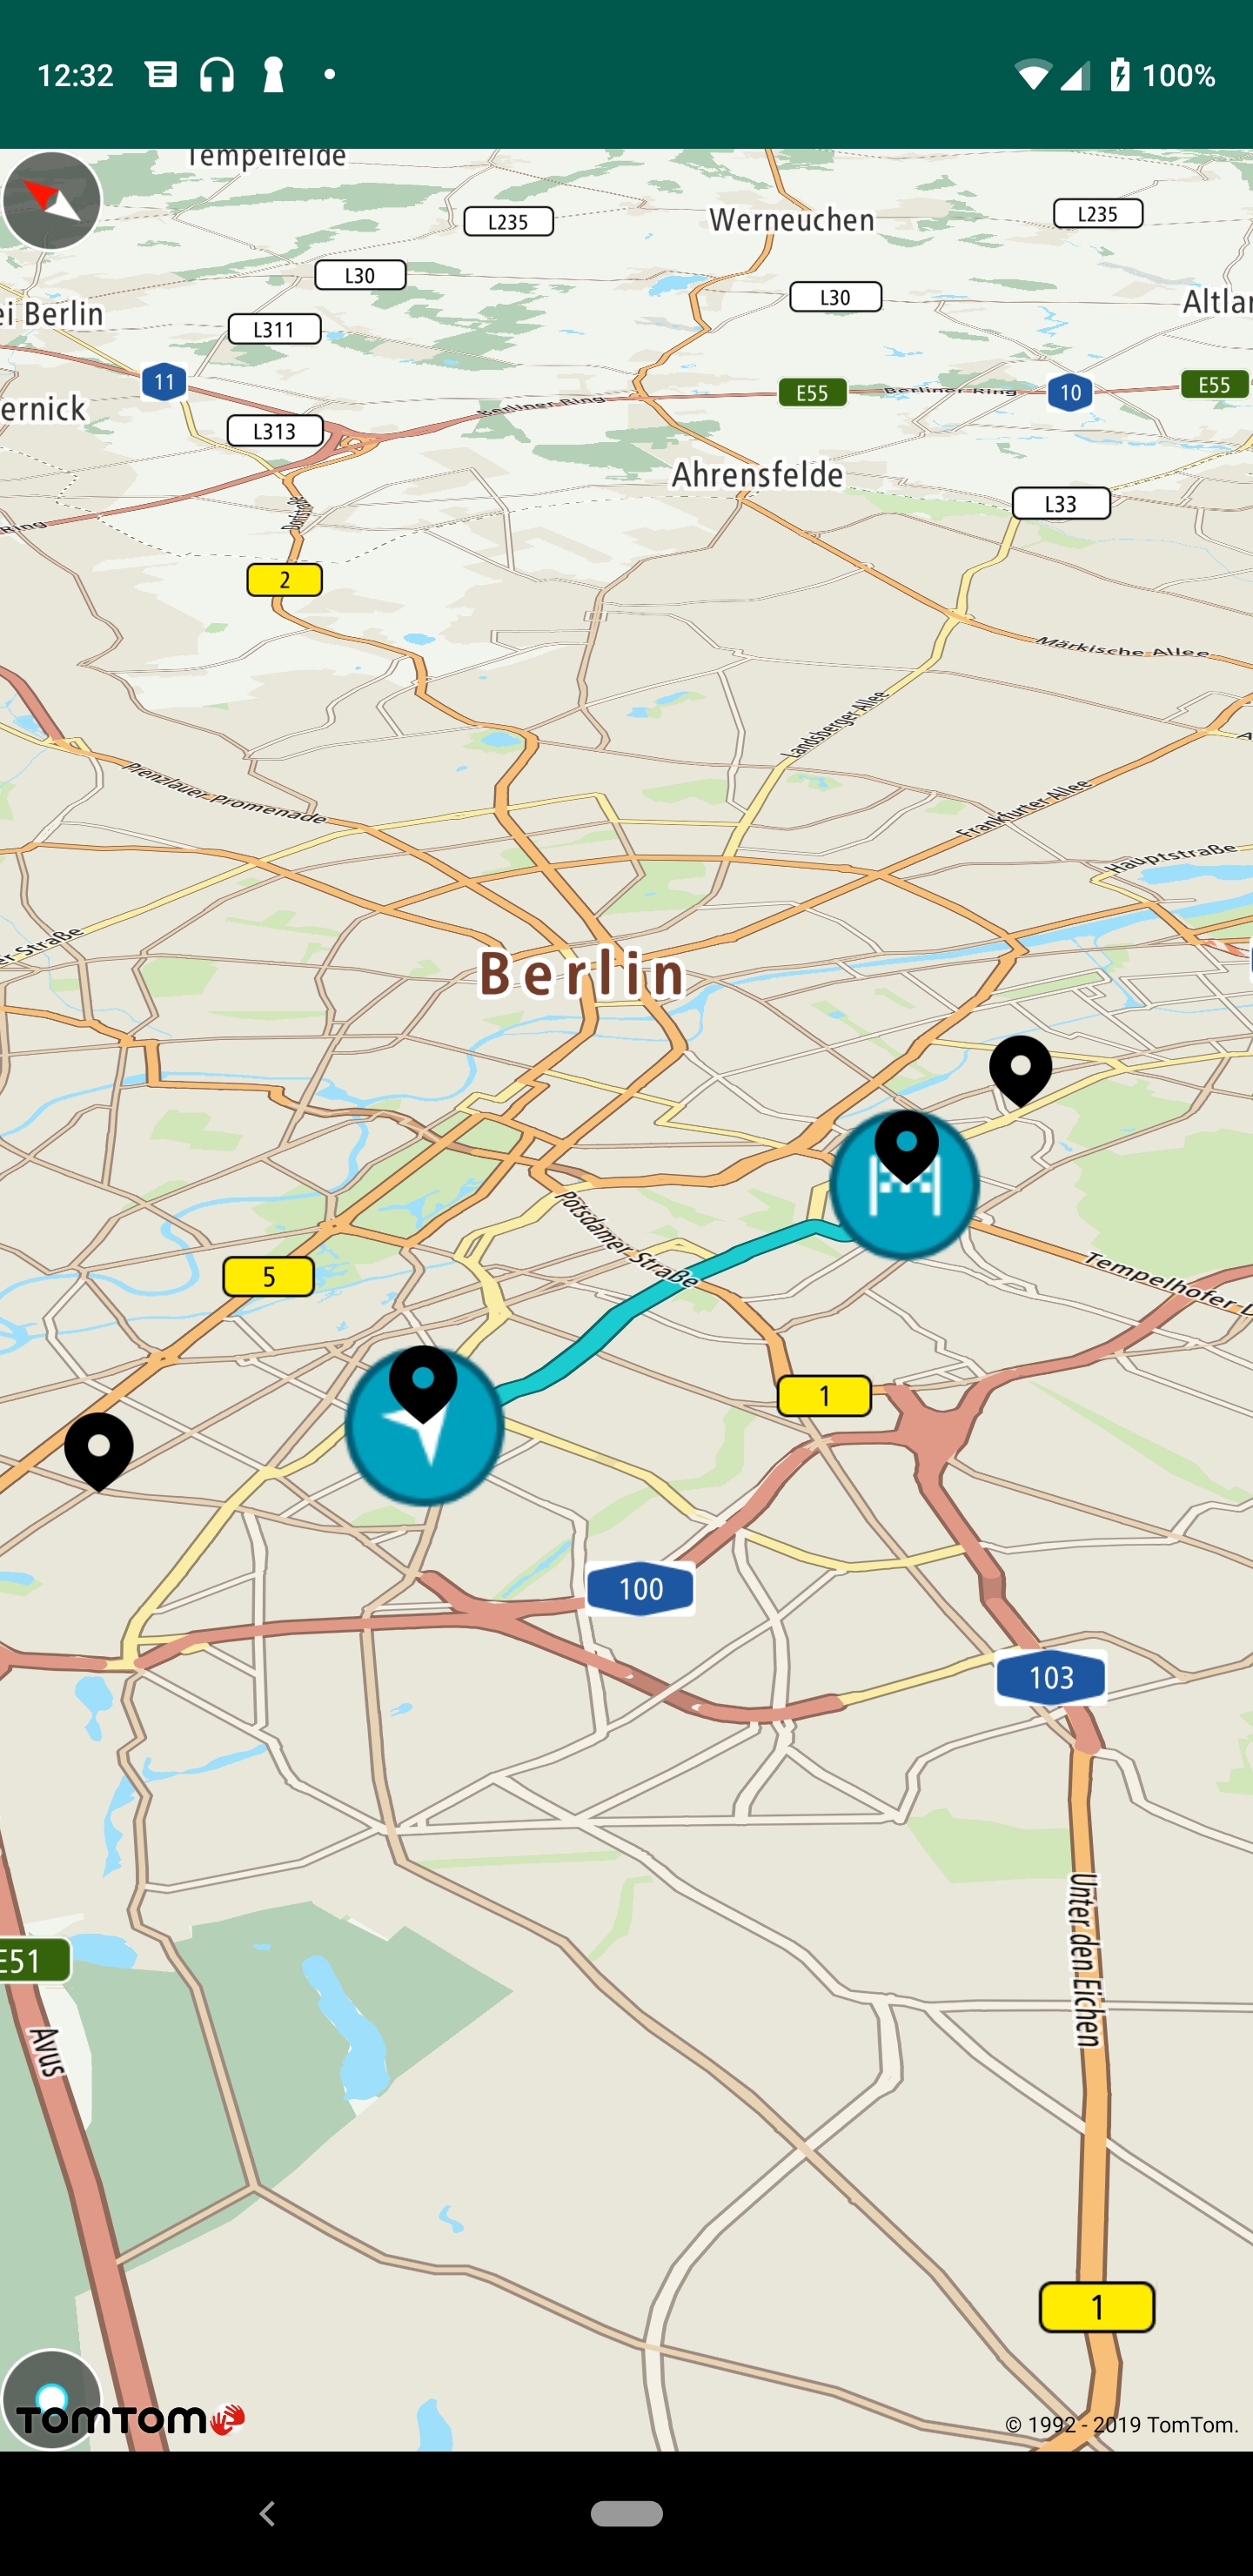 12:32
100%
Tempelfelde
L235
Werneuchen
L235
L30
L30
ei Berlin
Altlan
L311
11
E55
Berliner Ring
10
E55
ernick
Berliner Ring
L313
Ahrensfelde
L33
Ring
2
Märkische Allee
Landsberger Allee
Prenzlauer Promenade
Frankfurter Allee
Hauptstraße
er Straße
Berlin
Potsdamer Straße
5
Tempelhofer D
1
100
103
Unter den Eichen
E51
Avus
1
TOMTOM
© 1992 - 2019 TomTom.